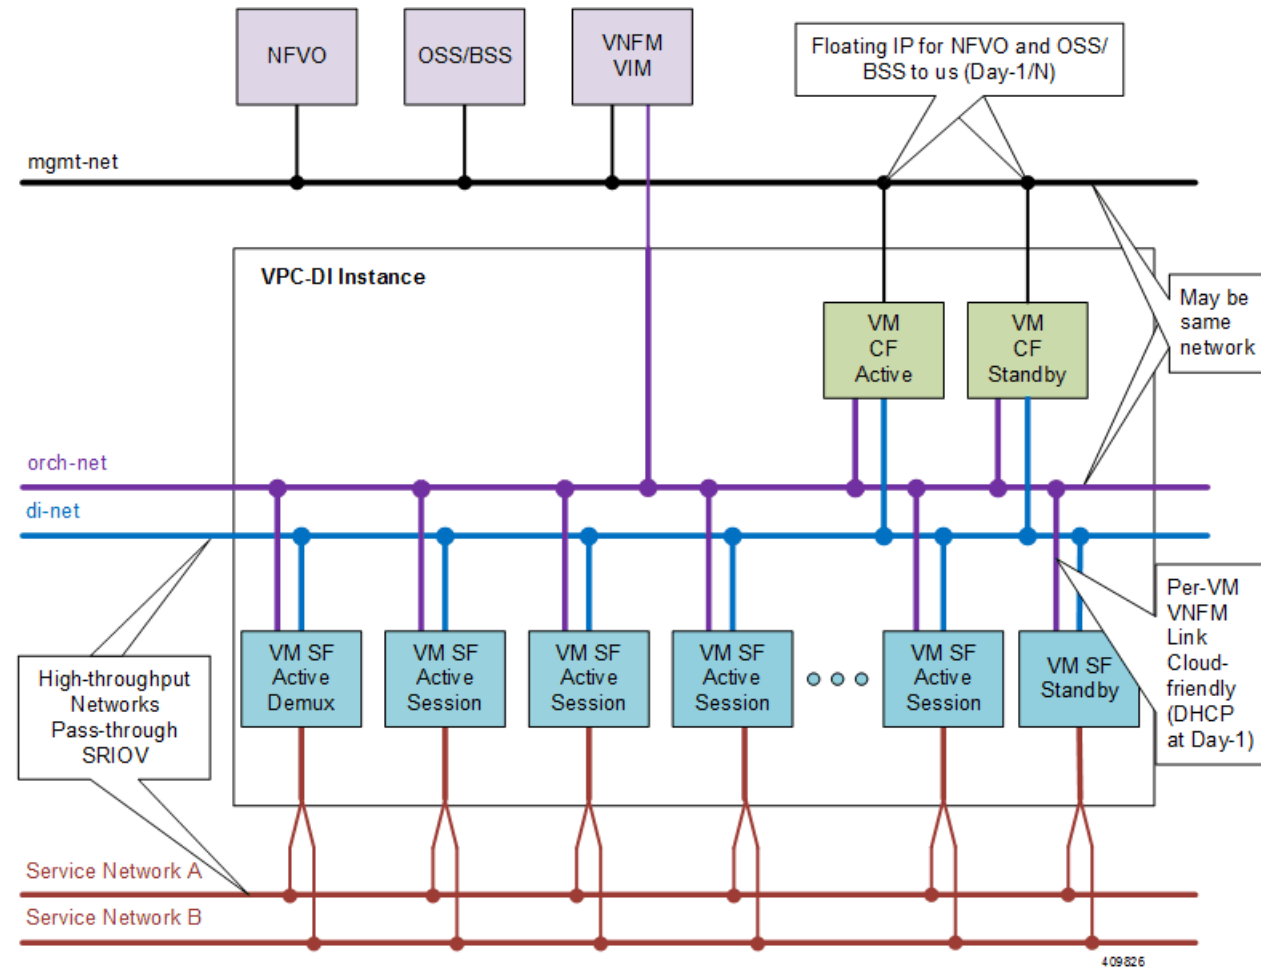 NFVO
OSS/BSS
VNFM
VIM
Floating IP for NFVO and OSS/
BSS to us (Day-1/N)
mgmt-net
VPC-DI Instance
May be
same
network
VM
CF
Active
VM
CF
Standby
orch-net
di-net
Per-VM
VNFM
Link
Cloud-
friendly
(DHCP
at Day-1)
High-throughput
Networks
Pass-through
SRIOV
VM SF
Active
Demux
VM SF
Active
Session
VM SF
Active
Session
VM SF
Active
Session
VM SF
Active
Session
VM SF
Standby
Service Network A
Service Network B
409826